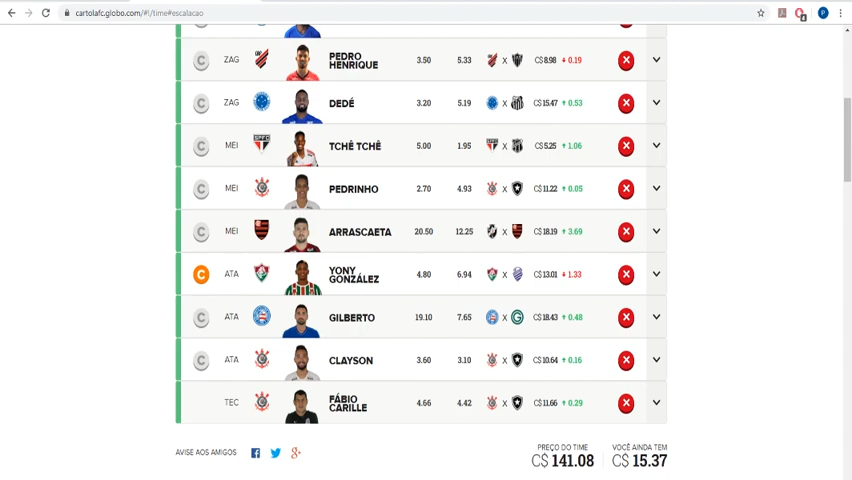 cartolafc.globo.com/#!/time#escalacao
P
C ZAG PEDRO HENRIQUE 3.50 5.33 X C$ 8.98 0.19
C ZAG DEDÉ 3.20 5.19 X C$ 15.47 0.53
C MEI TCHÊ TCHÊ 5.00 1.95 X C$ 5.25 1.06
C MEI PEDRINHO 2.70 4.93 X C$ 11.22 0.05
C MEI ARRASCAETA 20.50 12.25 X C$ 18.19 3.69
C ATA YONY GONZÁLEZ 4.80 6.94 X C$ 13.01 1.33
C ATA GILBERTO 19.10 7.65 X C$ 18.43 0.48
C ATA CLAYSON 3.60 3.10 X C$ 10.64 0.16
TEC FÁBIO CARILLE 4.66 4.42 X C$ 11.66 0.29
AVISE AOS AMIGOS
PREÇO DO TIME VOCÊ AINDA TEM
C$ 141.08 C$ 15.37